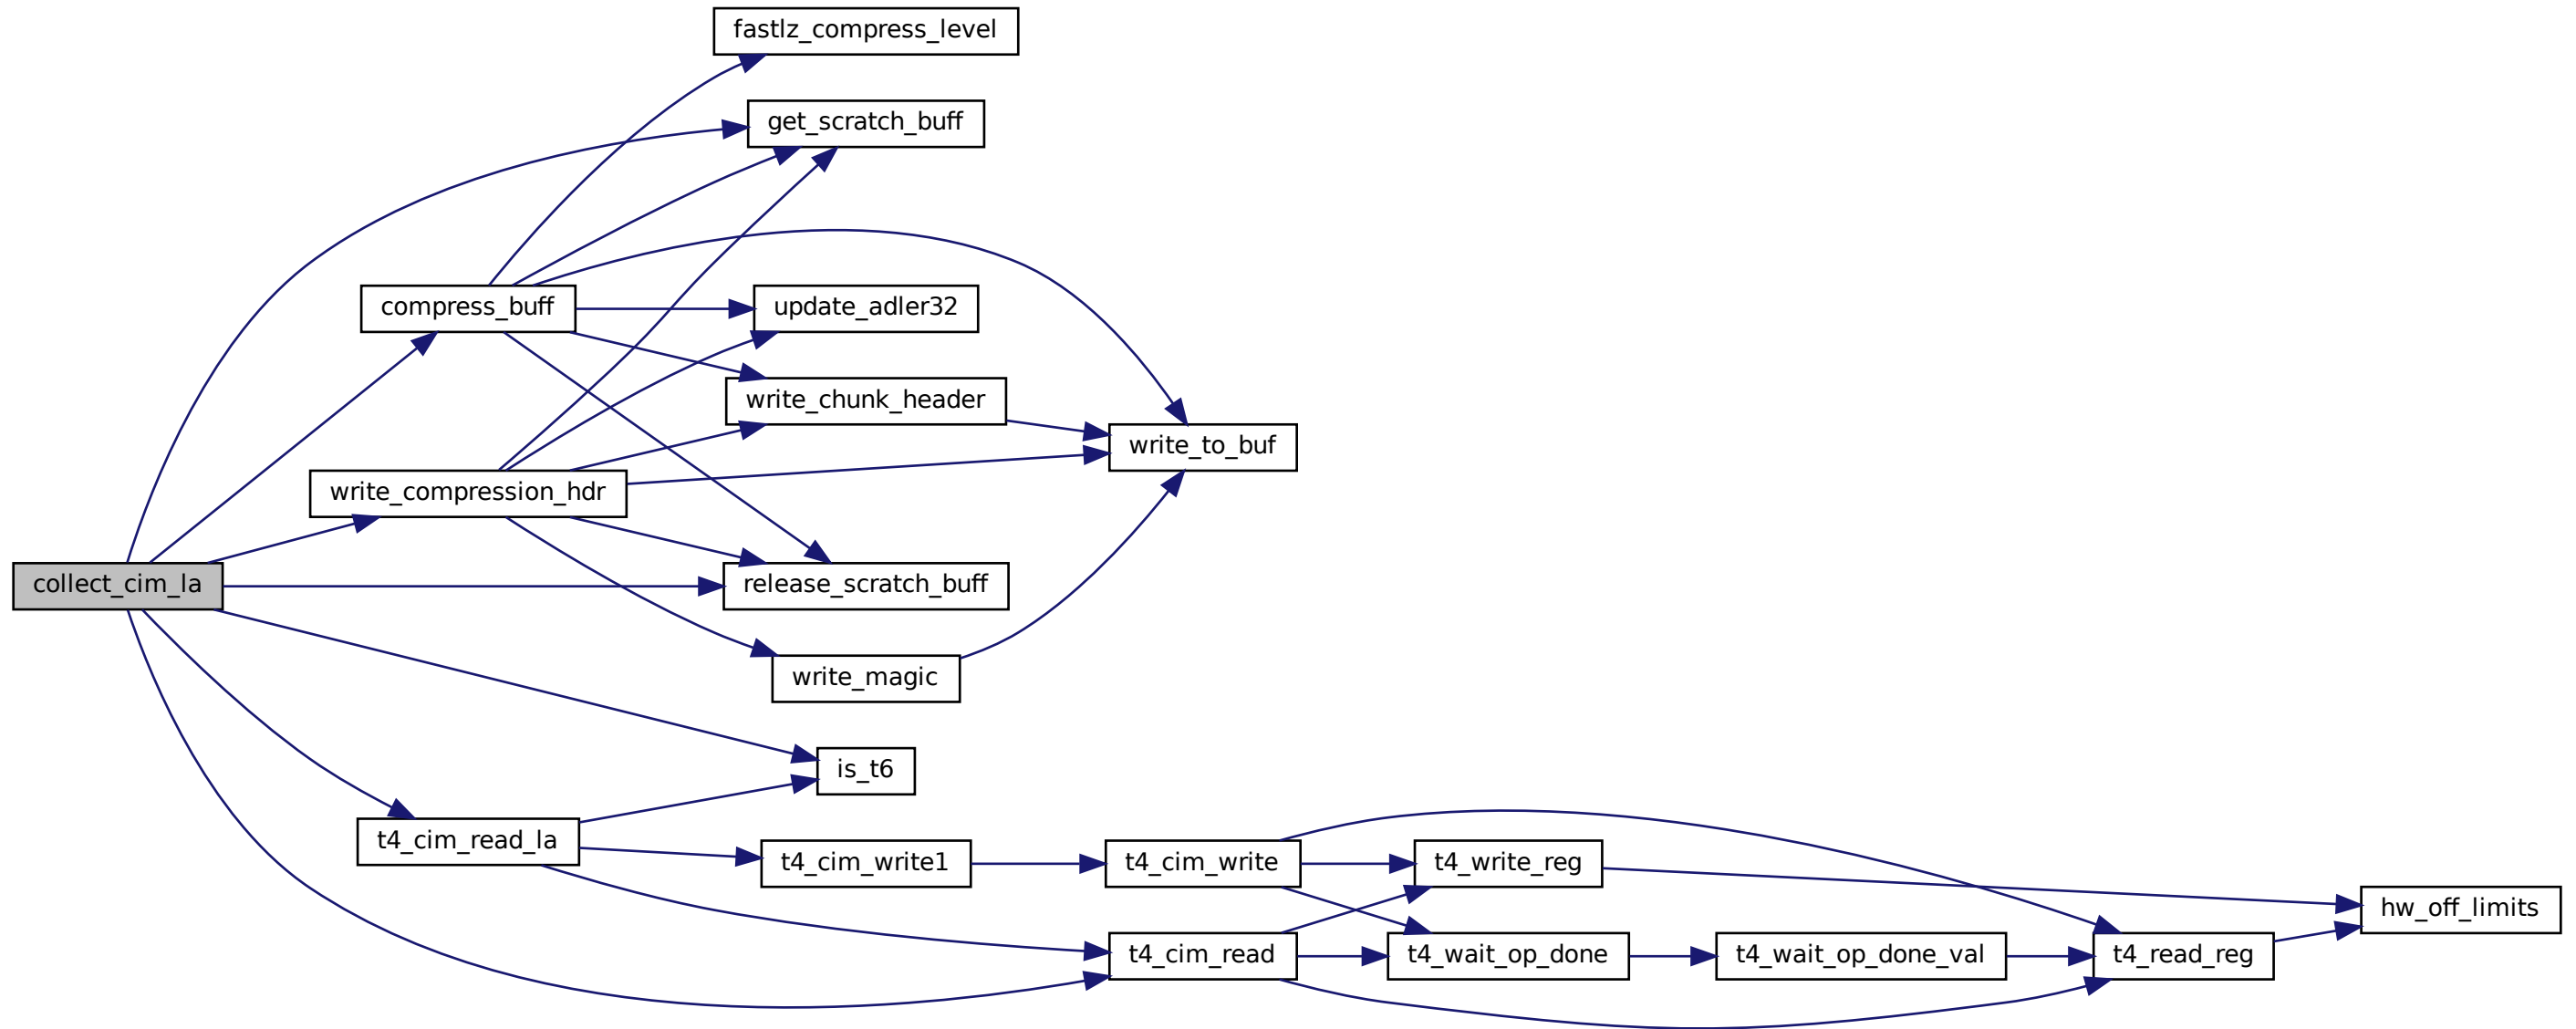 fastlz_compress_level
get_scratch_buff
compress_buff
update_adler32
write_chunk_header
write_to_buf
write_compression_hdr
collect_cim_la
release_scratch_buff
write_magic
is_t6
t4_cim_read_la
t4_cim_write1
t4_cim_write
t4_write_reg
hw_off_limits
t4_cim_read
t4_wait_op_done
t4_wait_op_done_val
t4_read_reg